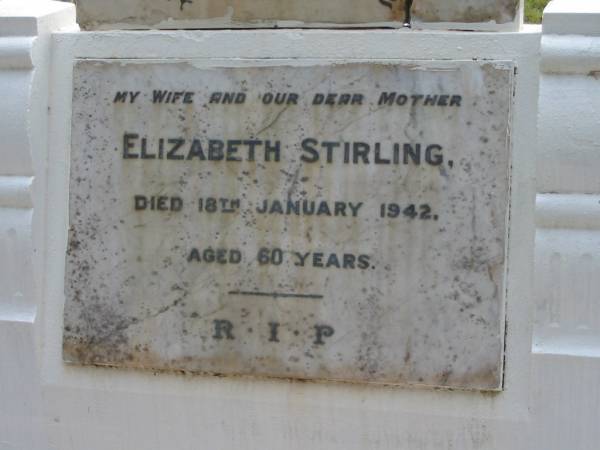 My Wife and our dear Mother
Elizabeth Stirling,
Died 18th January 1942,
Aged 60 Years.
R·I·P